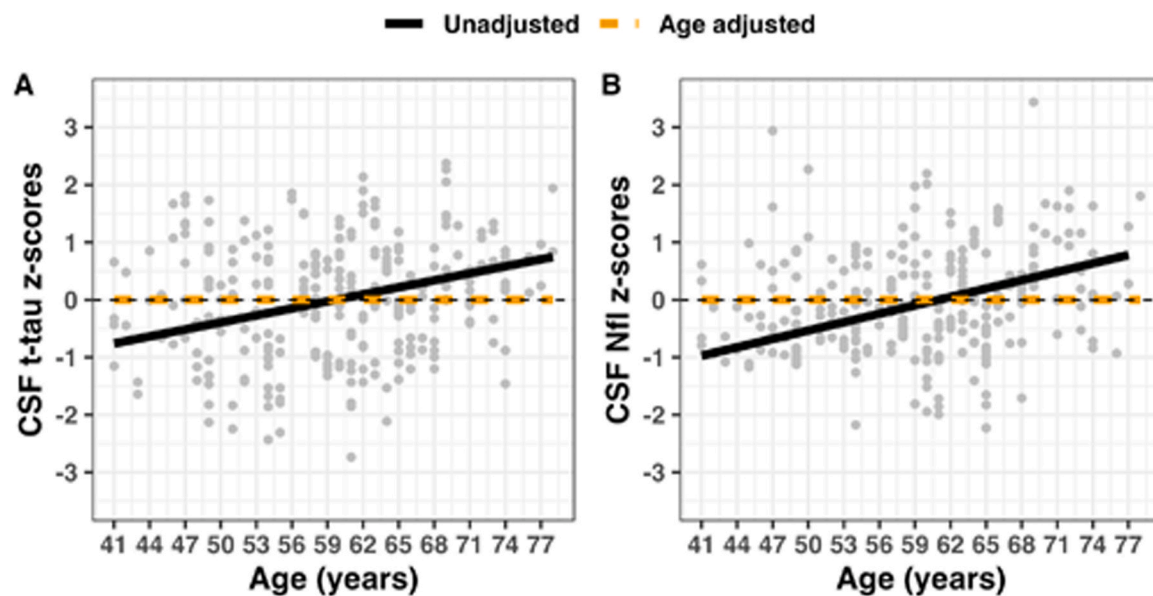 Unadjusted Age adjusted
A
CSF t-tau z-scores
3
2
1
0
-1
-2
-3
41 44 47 50 53 56 59 62 65 68 71 74 77
Age (years)
B
CSF Nfl z-scores
3
2
1
0
-1
-2
-3
41 44 47 50 53 56 59 62 65 68 71 74 77
Age (years)